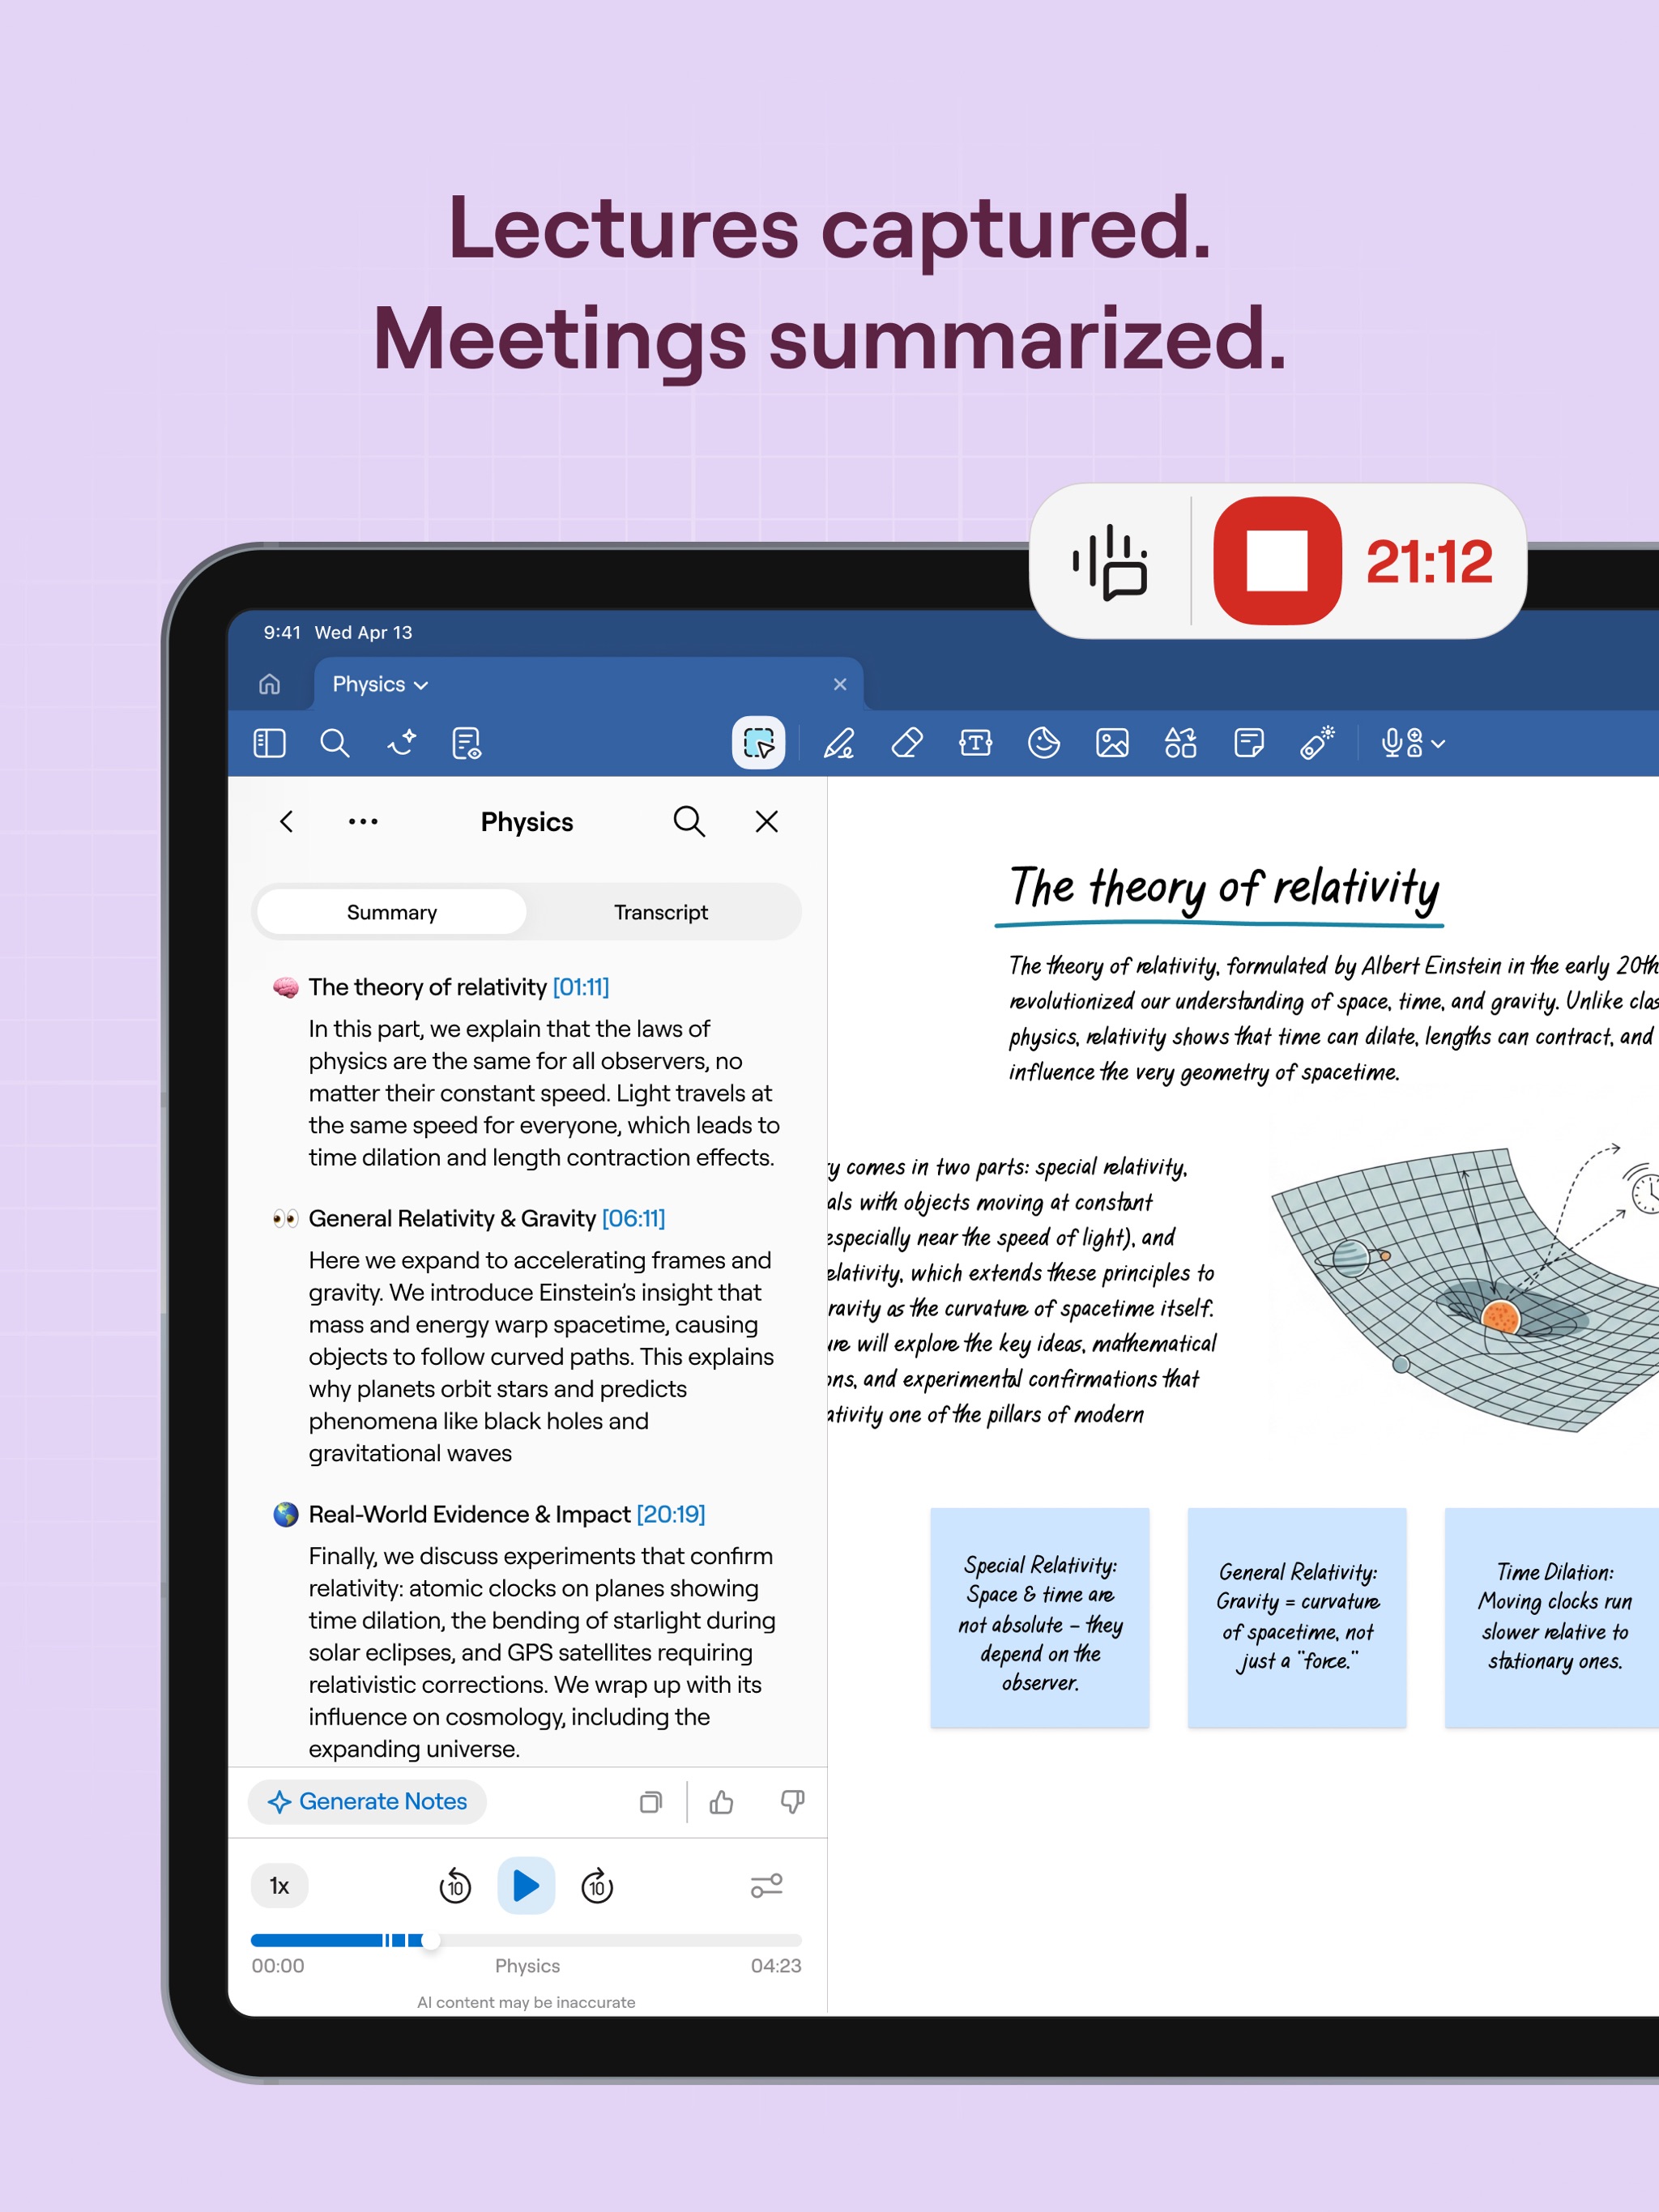 Lectures captured.
Meetings summarized.
21:12
9:41 Wed Apr 13
Physics
Physics
Summary
Transcript
The theory of relativity [01:11]
In this part, we explain that the laws of
physics are the same for all observers, no
matter their constant speed. Light travels at
the same speed for everyone, which leads to
time dilation and length contraction effects.
General Relativity & Gravity [06:11]
Here we expand to accelerating frames and
gravity. We introduce Einstein’s insight that
mass and energy warp spacetime, causing
objects to follow curved paths. This explains
why planets orbit stars and predicts
phenomena like black holes and
gravitational waves
Real-World Evidence & Impact [20:19]
Finally, we discuss experiments that confirm
relativity: atomic clocks on planes showing
time dilation, the bending of starlight during
solar eclipses, and GPS satellites requiring
relativistic corrections. We wrap up with its
influence on cosmology, including the
expanding universe.
Generate Notes
1x
10
10
00:00
Physics
04:23
AI content may be inaccurate
The theory of relativity
The theory of relativity, formulated by Albert Einstein in the early 20th
revolutionized our understanding of space, time, and gravity. Unlike clas
physics, relativity shows that time can dilate, lengths can contract, and
influence the very geometry of spacetime.
y comes in two parts: special relativity,
als with objects moving at constant
especially near the speed of light), and
elativity, which extends these principles to
ravity as the curvature of spacetime itself.
ure will explore the key ideas, mathematical
ons, and experimental confirmations that
ativity one of the pillars of modern
Special Relativity:
Space & time are
not absolute – they
depend on the
observer.
General Relativity:
Gravity = curvature
of spacetime, not
just a "force."
Time Dilation:
Moving clocks run
slower relative to
stationary ones.